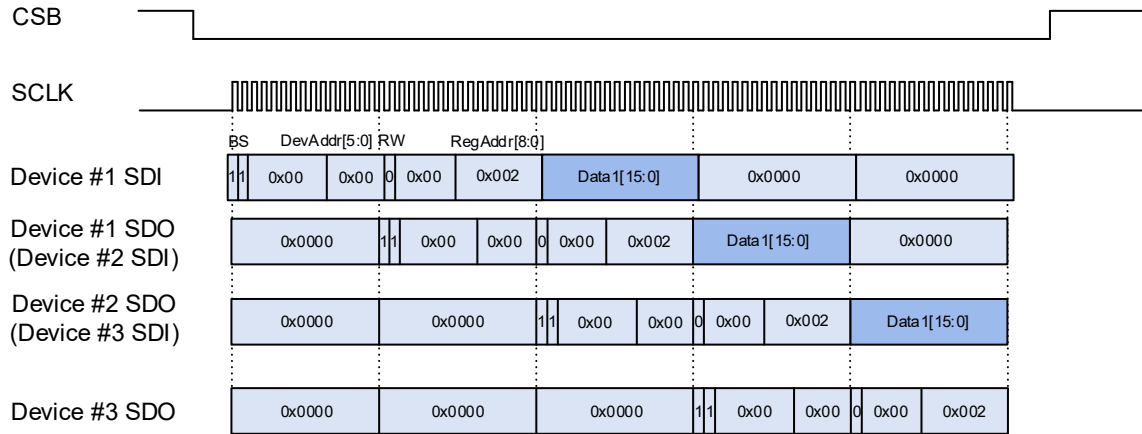 CSB
SCLK
BS DevAddr[5:0] RW RegAddr[8:0]
Device #1 SDI 1 1 0x00 0x00 0 0x00 0x002 Data1[15:0] 0x0000 0x0000
Device #1 SDO
(Device #2 SDI) 0x0000 1 1 0x00 0x00 0 0x00 0x002 Data1[15:0] 0x0000
Device #2 SDO
(Device #3 SDI) 0x0000 0x0000 1 1 0x00 0x00 0 0x00 0x002 Data1[15:0]
Device #3 SDO 0x0000 0x0000 0x0000 1 1 0x00 0x00 0 0x00 0x002